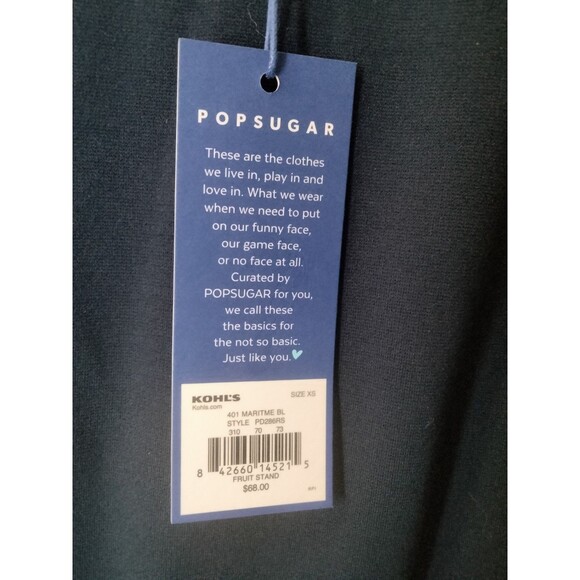 POPSUGAR
These are the clothes
we live in, play in and
love in. What we wear
when we need to put
on our funny face,
our game face,
or no face at all.
Curated by
POPSUGAR for you,
we call these
the basics for
the not so basic.
Just like you.
KOHL'S SIZE XS
Kohls.com
401 MARITME BL
STYLE PD286RS
310 70 73
8 42660 14521 5
FRUIT STAND
$68.00